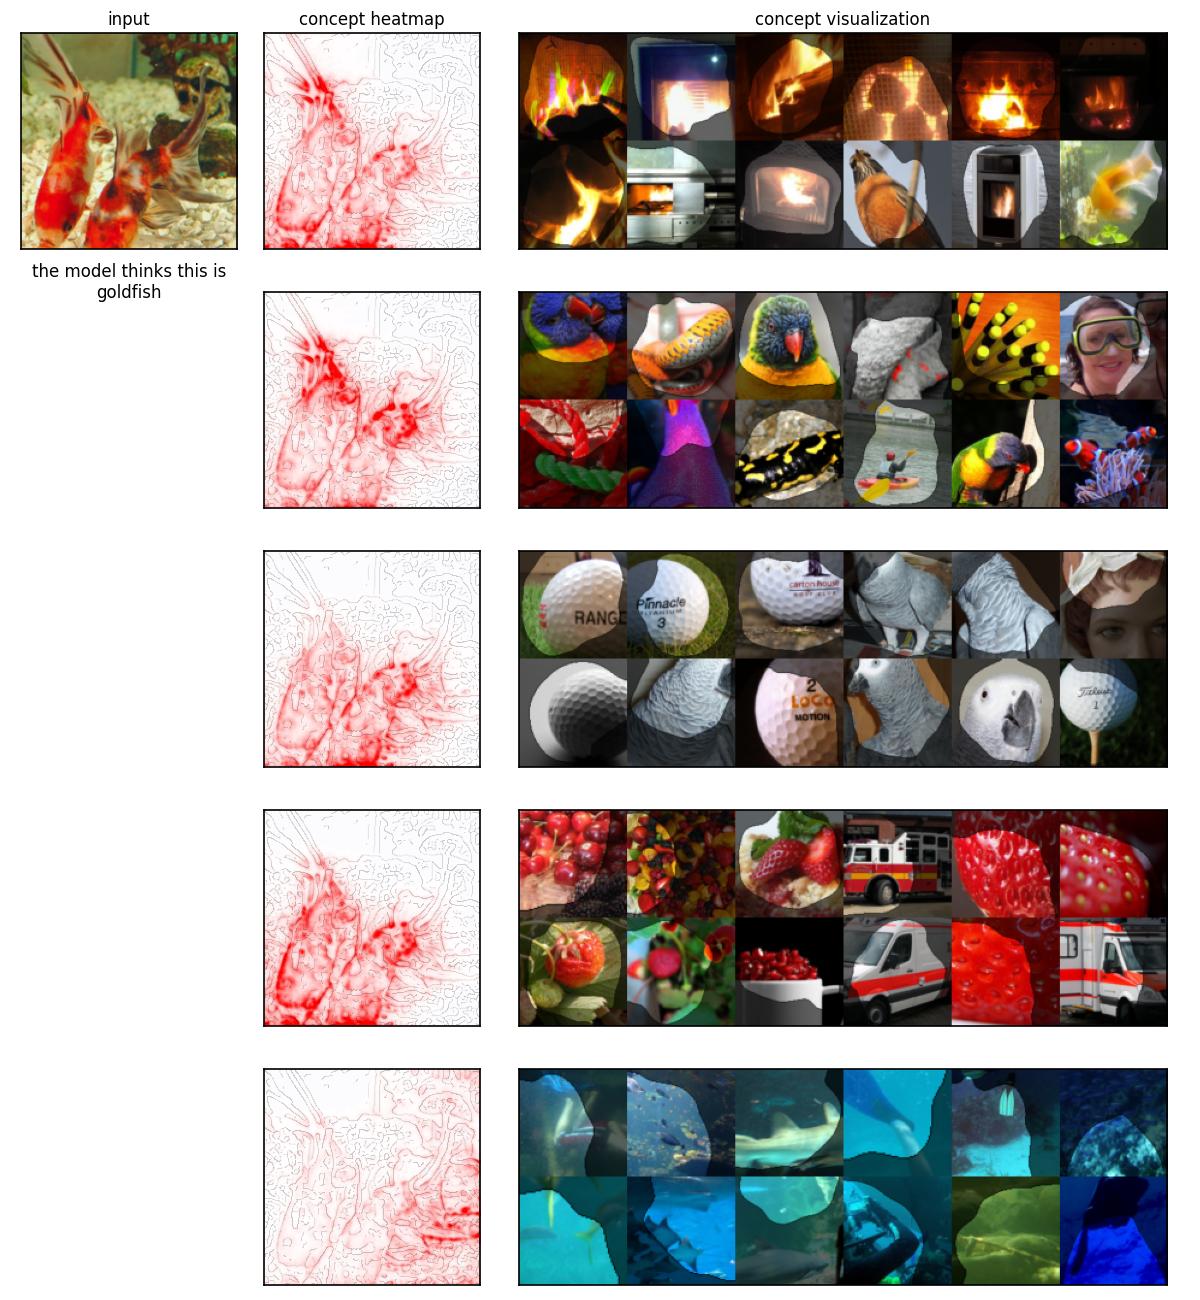 input
concept heatmap
concept visualization
the model thinks this is
goldfish
RANGE
Pinnacle
3
carton house
2
LOCO
MOTION
Titleist
1